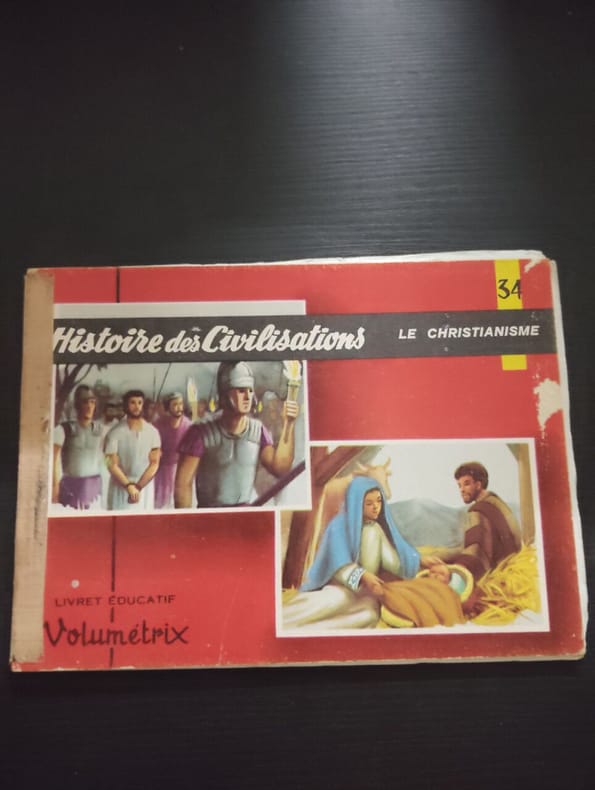 34
Histoire des Civilisations
LE CHRISTIANISME
LIVRET ÉDUCATIF
Volumétrix